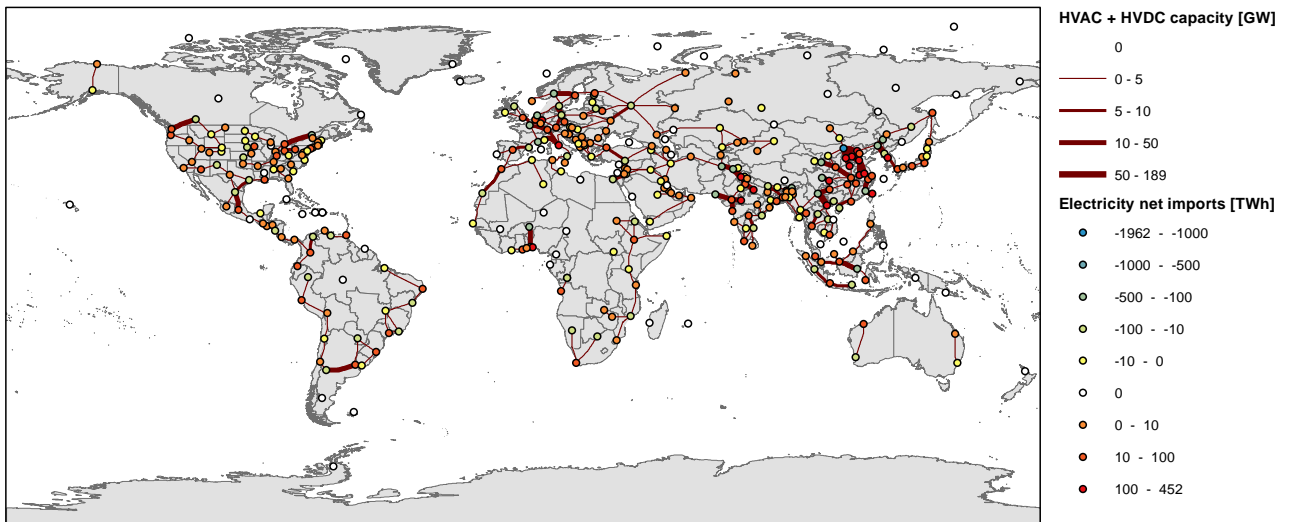 HVAC + HVDC capacity [GW]
0
0 - 5
5 - 10
10 - 50
50 - 189
Electricity net imports [TWh]
-1962 - -1000
-1000 - -500
-500 - -100
-100 - -10
-10 - 0
0
0 - 10
10 - 100
100 - 452